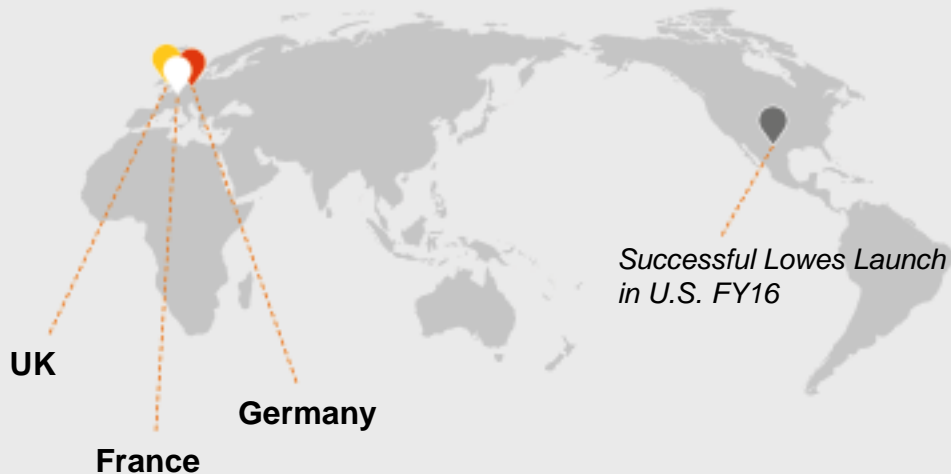 Successful Lowes Launch
in U.S. FY16
UK
Germany
France